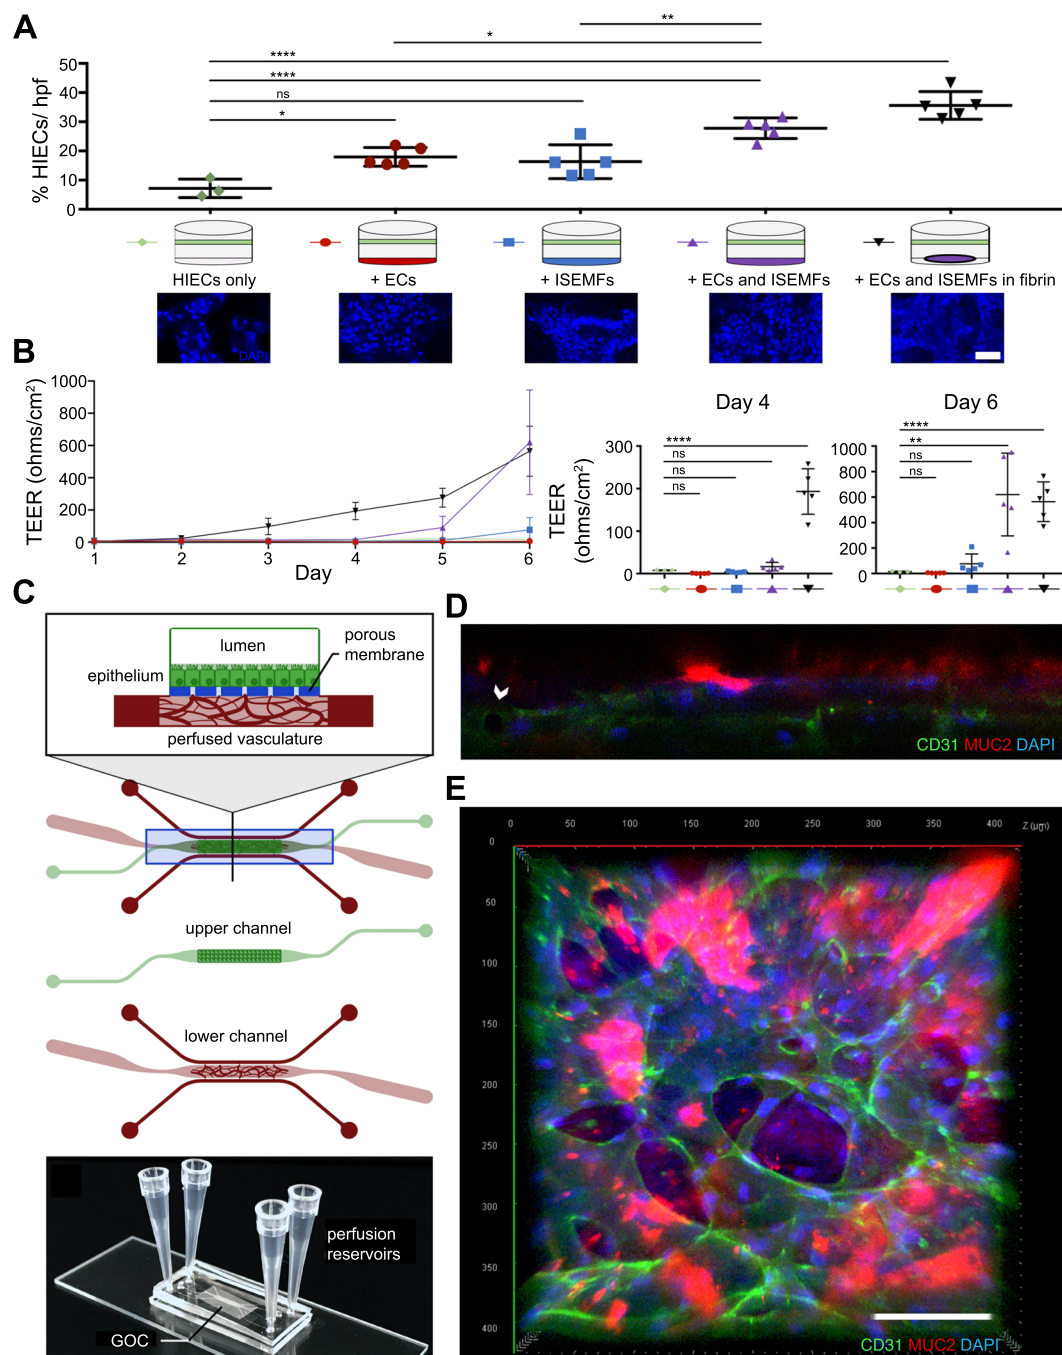 A
**
*
****
****
ns
*
% HIECs/ hpf
50
40
30
20
10
0
HIECs only
+ ECs
+ ISEMFs
+ ECs and ISEMFs
+ ECs and ISEMFs in fibrin
DAPI
B
TEER (ohms/cm²)
1000
800
600
400
200
0
1 2 3 4 5 6
Day
Day 4
TEER
(ohms/cm²)
300
200
100
0
****
ns
ns
ns
Day 6
1000
800
600
400
200
0
****
**
ns
ns
C
lumen
porous
membrane
epithelium
perfused vasculature
upper channel
lower channel
perfusion
reservoirs
GOC
D
CD31 MUC2 DAPI
E
0 50 100 150 200 250 300 350 400 Z (µm)
0
50
100
150
200
250
300
350
400
CD31 MUC2 DAPI